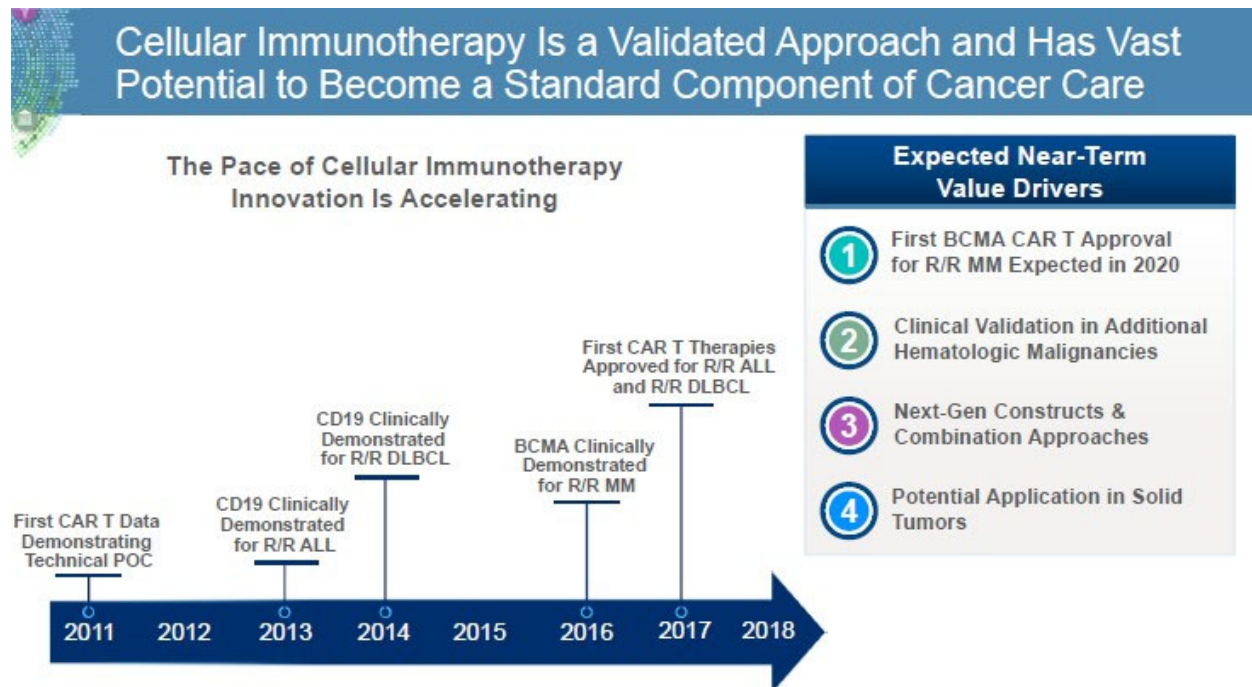 Cellular Immunotherapy Is a Validated Approach and Has Vast
Potential to Become a Standard Component of Cancer Care
The Pace of Cellular Immunotherapy
Innovation Is Accelerating
First CAR T Data
Demonstrating
Technical POC
CD19 Clinically
Demonstrated
for R/R ALL
CD19 Clinically
Demonstrated
for R/R DLBCL
BCMA Clinically
Demonstrated
for R/R MM
First CAR T Therapies
Approved for R/R ALL
and R/R DLBCL
2011 2012 2013 2014 2015 2016 2017 2018
Expected Near-Term
Value Drivers
1 First BCMA CAR T Approval
for R/R MM Expected in 2020
2 Clinical Validation in Additional
Hematologic Malignancies
3 Next-Gen Constructs &
Combination Approaches
4 Potential Application in Solid
Tumors